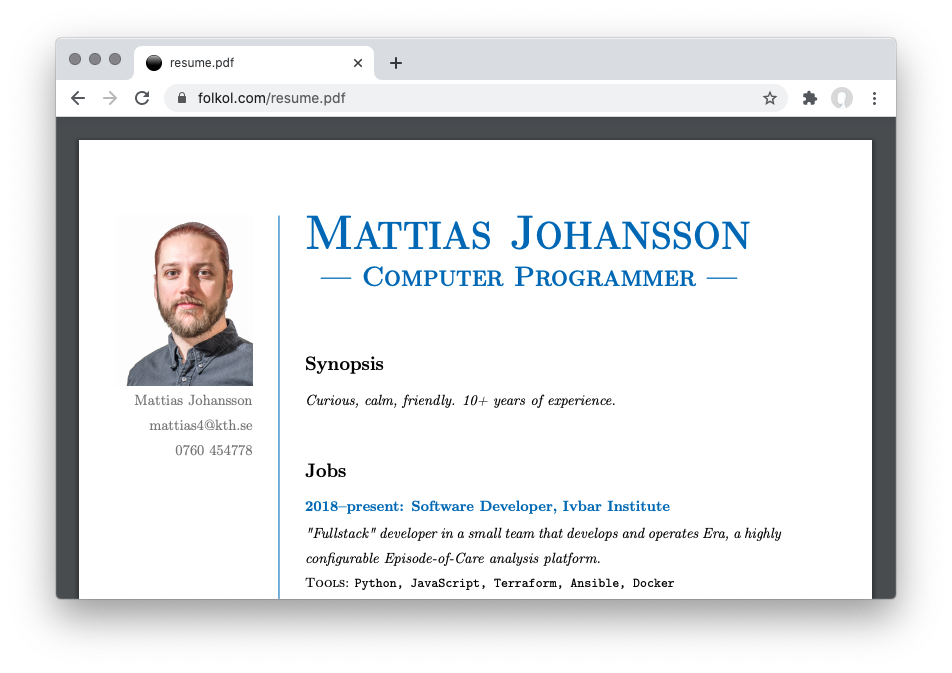 resume.pdf
folkol.com/resume.pdf
Mattias Johansson
— Computer Programmer —
Mattias Johansson
mattias4@kth.se
0760 454778
Synopsis
Curious, calm, friendly. 10+ years of experience.
Jobs
2018–present: Software Developer, Ivbar Institute
"Fullstack" developer in a small team that develops and operates Era, a highly
configurable Episode-of-Care analysis platform.
Tools: Python, JavaScript, Terraform, Ansible, Docker